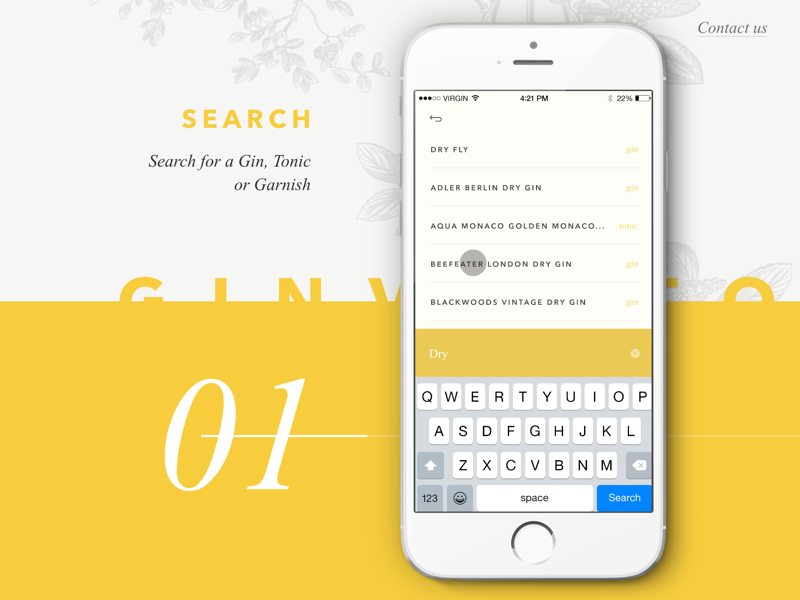 Contact us
SEARCH
Search for a Gin, Tonic
or Garnish
01
VIRGIN
4:21 PM
22%
DRY FLY gin
ADLER BERLIN DRY GIN gin
AQUA MONACO GOLDEN MONACO... tonic
BEEFEATER LONDON DRY GIN gin
BLACKWOODS VINTAGE DRY GIN gin
Dry
Q W E R T Y U I O P
A S D F G H J K L
Z X C V B N M
123 space Search